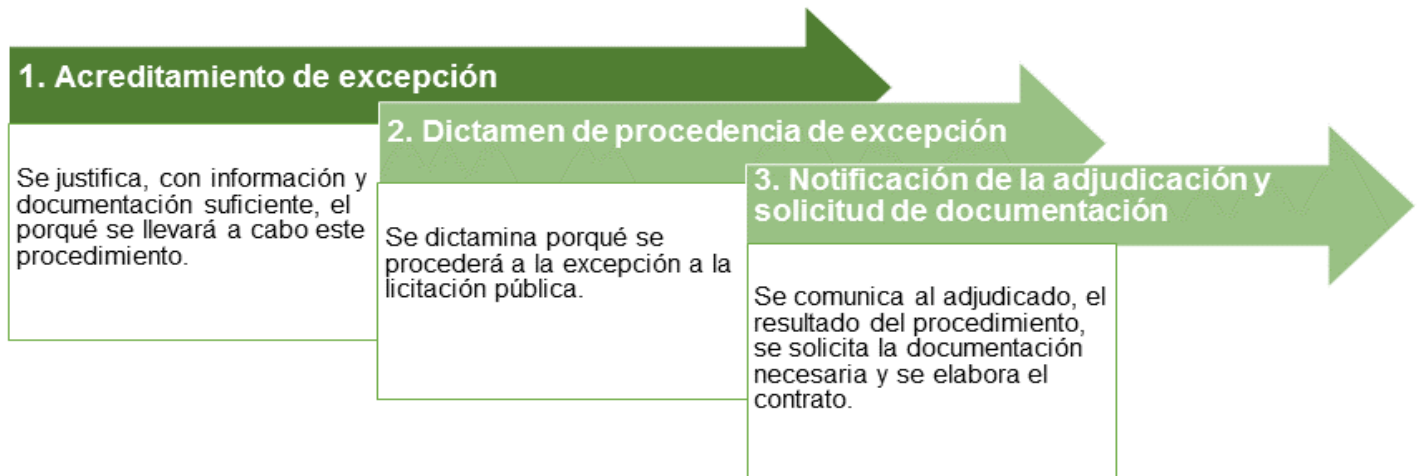 1. Acreditamiento de excepción
Se justifica, con información y
documentación suficiente, el
porqué se llevará a cabo este
procedimiento.
2. Dictamen de procedencia de excepción
Se dictamina porqué se
procederá a la excepción a la
licitación pública.
3. Notificación de la adjudicación y
solicitud de documentación
Se comunica al adjudicado, el
resultado del procedimiento,
se solicita la documentación
necesaria y se elabora el
contrato.